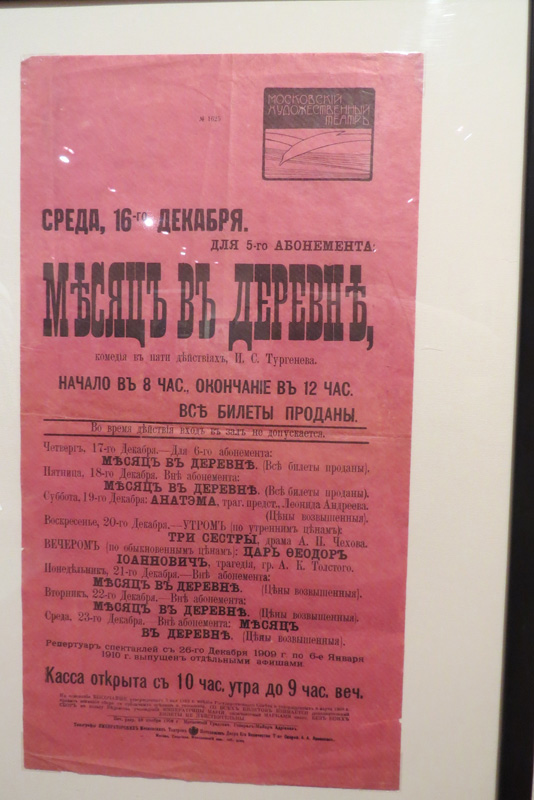 № 1025
МОСКОВСКІЙ
ХУДОЖЕСТВЕННЫЙ
ТЕАТРЪ
СРЕДА, 16-го ДЕКАБРЯ.
ДЛЯ 5-го АБОНЕМЕНТА:
МѢСЯЦЪ ВЪ ДЕРЕВНѢ,
комедія въ пяти дѣйствіяхъ, И. С. Тургенева.
НАЧАЛО ВЪ 8 ЧАС., ОКОНЧАНІЕ ВЪ 12 ЧАС.
ВСѢ БИЛЕТЫ ПРОДАНЫ.
Во время дѣйствія входъ въ залъ не допускается.
Четвергъ, 17-го Декабря.—Для 6-го абонемента:
МѢСЯЦЪ ВЪ ДЕРЕВНѢ. (Всѣ билеты проданы).
Пятница, 18-го Декабря. Внѣ абонемента:
МѢСЯЦЪ ВЪ ДЕРЕВНѢ. (Всѣ билеты проданы).
Суббота, 19-го Декабря: АНАТЭМА, траг. предст., Леонида Андреева.
(Цѣны возвышенныя).
Воскресенье, 20-го Декабря.—УТРОМЪ (по утреннимъ цѣнамъ):
ТРИ СЕСТРЫ, драма А. П. Чехова.
ВЕЧЕРОМЪ (по обыкновеннымъ цѣнамъ): ЦАРЬ ѲЕОДОРЪ
ІОАННОВИЧЪ, трагедія, гр. А. К. Толстого.
Понедѣльникъ, 21-го Декабря.—Внѣ абонемента:
МѢСЯЦЪ ВЪ ДЕРЕВНѢ. (Цѣны возвышенныя).
Вторникъ, 22-го Декабря.—Внѣ абонемента:
МѢСЯЦЪ ВЪ ДЕРЕВНѢ. (Цѣны возвышенныя).
Среда, 23-го Декабря. Внѣ абонемента: МѢСЯЦЪ
ВЪ ДЕРЕВНѢ. (Цѣны возвышенныя).
Репертуаръ спектаклей съ 26-го Декабря 1909 г. по 6-е Января
1910 г. выпущенъ отдѣльными афишами.
Касса открыта съ 10 час. утра до 9 час. веч.